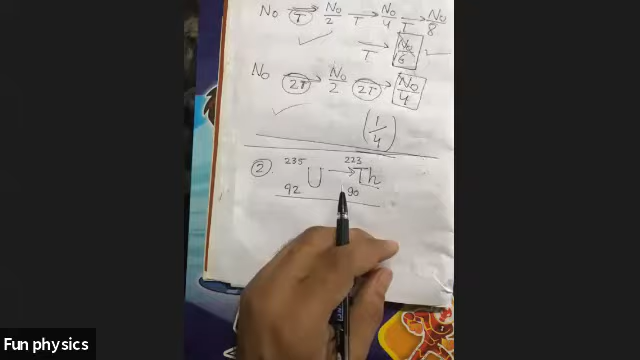 N₀ →T N₀/2 →T N₀/4 →T N₀/8
→T N₀/6
N₀ →2T N₀/2 →2T N₀/4
(1/4)
②. ²³⁵₉₂U → ²²³₉₀Th
Fun physics